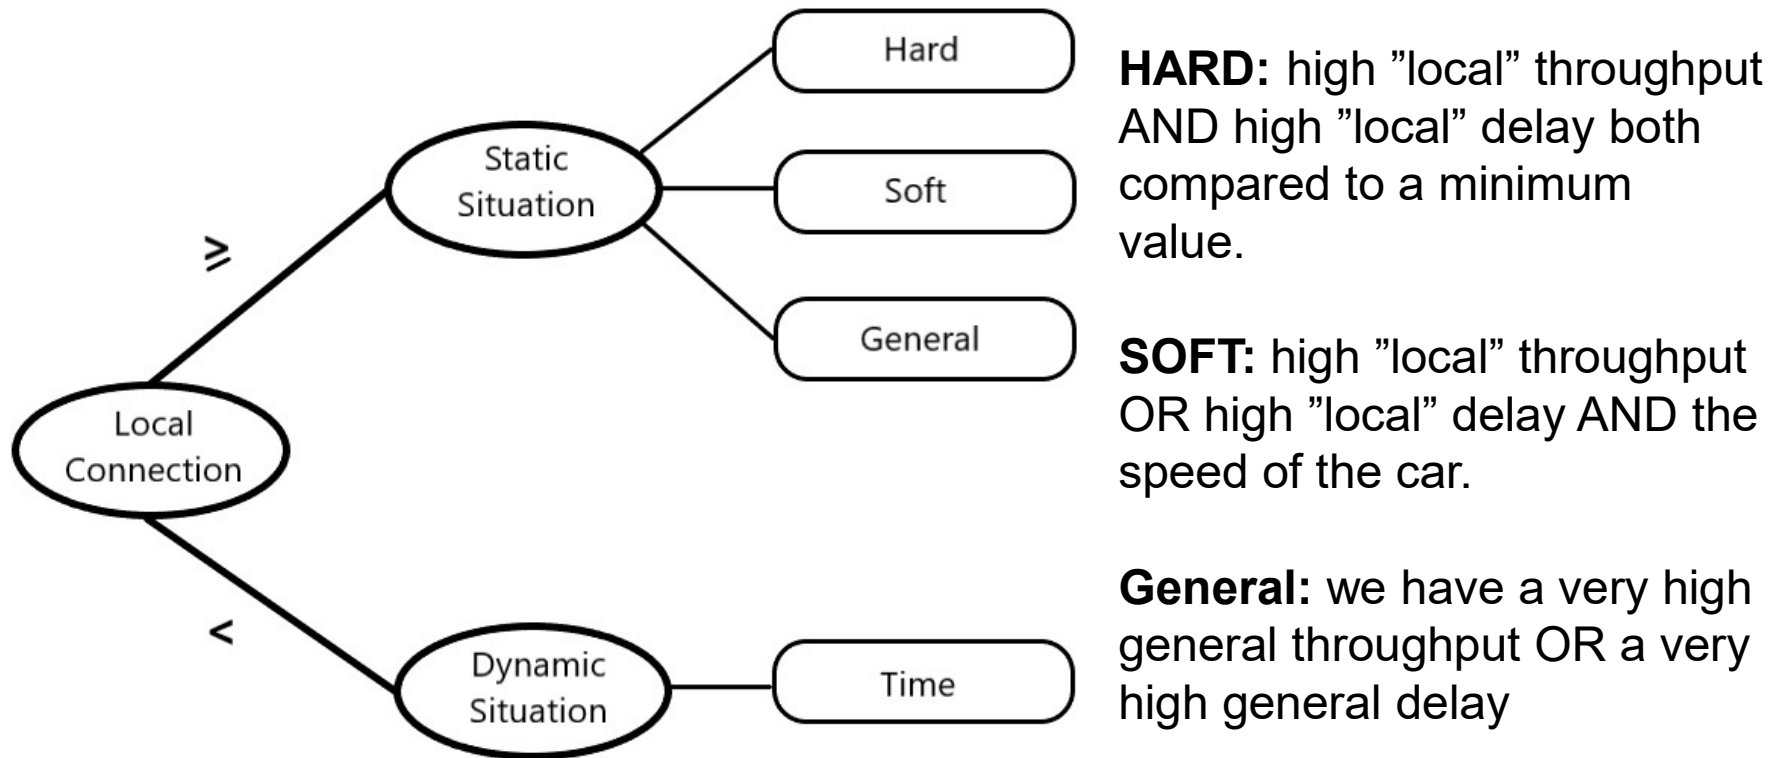 Hard
Static
Situation
Soft
General
≥
Local
Connection
<
Dynamic
Situation
Time
HARD: high ”local” throughput
AND high ”local” delay both
compared to a minimum
value.
SOFT: high ”local” throughput
OR high ”local” delay AND the
speed of the car.
General: we have a very high
general throughput OR a very
high general delay